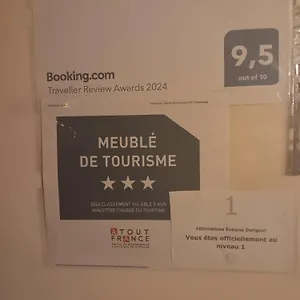 Booking.com
Traveller Review Awards 2024
9,5
out of 10
MEUBLÉ
DE TOURISME
ATOUT
FRANCE
1
Félicitations
Vous êtes officiellement au
niveau 1